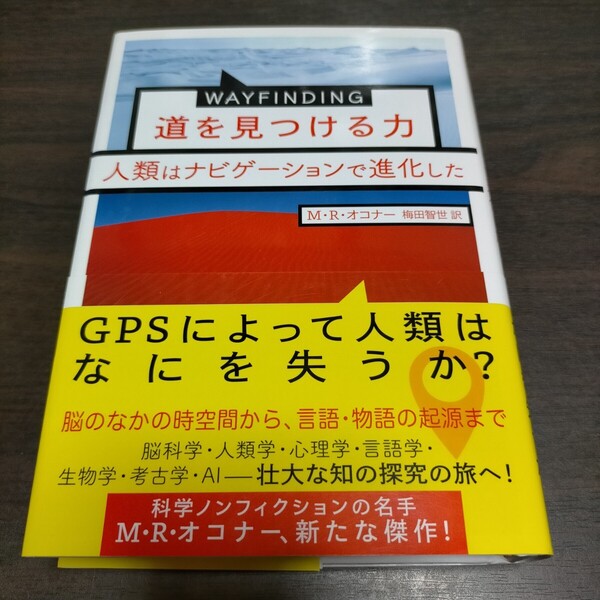 WAYFINDING
道を見つける力
人類はナビゲーションで進化した
M・R・オコナー 梅田智世 訳
GPSによって人類は
なにを失うか?
脳のなかの時空間から、言語・物語の起源まで
脳科学・人類学・心理学・言語学・
生物学・考古学・AI――壮大な知の探究の旅へ!
科学ノンフィクションの名手
M・R・オコナー、新たな傑作!